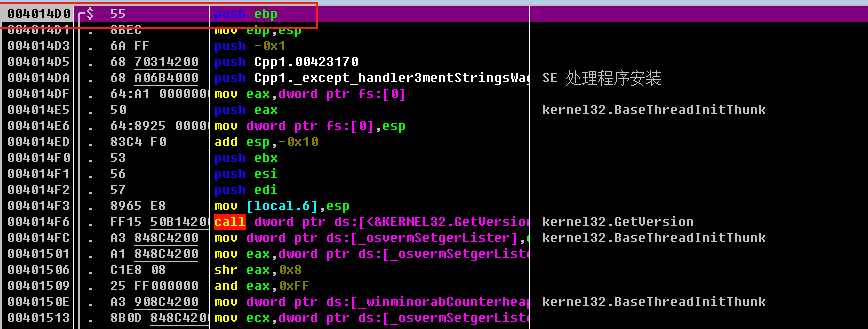 004014D0 ┌$ 55 push ebp
004014D1 . 8BEC mov ebp,esp
004014D3 . 6A FF push -0x1
004014D5 . 68 70314200 push Cpp1.00423170
004014DA . 68 A06B4000 push Cpp1._except_handler3mentStringsWag SE 处理程序安装
004014DF . 64:A1 0000000 mov eax,dword ptr fs:[0]
004014E5 . 50 push eax kernel32.BaseThreadInitThunk
004014E6 . 64:8925 00000 mov dword ptr fs:[0],esp
004014ED . 83C4 F0 add esp,-0x10
004014F0 . 53 push ebx
004014F1 . 56 push esi
004014F2 . 57 push edi
004014F3 . 8965 E8 mov [local.6],esp
004014F6 . FF15 50B14200 call dword ptr ds:[<&KERNEL32.GetVersion kernel32.GetVersion
004014FC . A3 848C4200 mov dword ptr ds:[_osvermSetgerLister],e kernel32.BaseThreadInitThunk
00401501 . A1 848C4200 mov eax,dword ptr ds:[_osvermSetgerListe
00401506 . C1E8 08 shr eax,0x8
00401509 . 25 FF000000 and eax,0xFF
0040150E . A3 908C4200 mov dword ptr ds:[_winminorabCounterheap kernel32.BaseThreadInitThunk
00401513 . 8B0D 848C4200 mov ecx,dword ptr ds:[_osvermSetgerListe